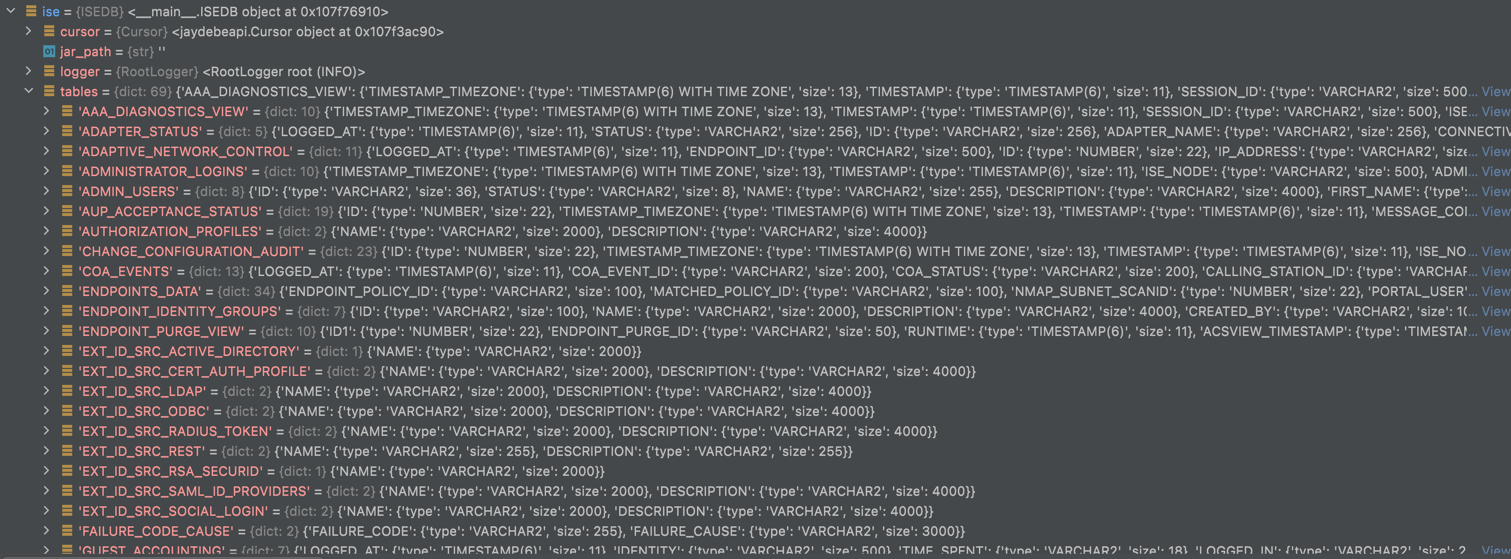 ise = {ISEDB} <__main__.ISEDB object at 0x107f76910>
cursor = {Cursor} <jaydebeapi.Cursor object at 0x107f3ac90>
01 jar_path = {str} ''
logger = {RootLogger} <RootLogger root (INFO)>
tables = {dict: 69} {'AAA_DIAGNOSTICS_VIEW': {'TIMESTAMP_TIMEZONE': {'type': 'TIMESTAMP(6) WITH TIME ZONE', 'size': 13}, 'TIMESTAMP': {'type': 'TIMESTAMP(6)', 'size': 11}, 'SESSION_ID': {'type': 'VARCHAR2', 'size': 500... View
'AAA_DIAGNOSTICS_VIEW' = {dict: 10} {'TIMESTAMP_TIMEZONE': {'type': 'TIMESTAMP(6) WITH TIME ZONE', 'size': 13}, 'TIMESTAMP': {'type': 'TIMESTAMP(6)', 'size': 11}, 'SESSION_ID': {'type': 'VARCHAR2', 'size': 500}, 'ISE... View
'ADAPTER_STATUS' = {dict: 5} {'LOGGED_AT': {'type': 'TIMESTAMP(6)', 'size': 11}, 'STATUS': {'type': 'VARCHAR2', 'size': 256}, 'ID': {'type': 'VARCHAR2', 'size': 256}, 'ADAPTER_NAME': {'type': 'VARCHAR2', 'size': 256}, 'CONNECTIV
'ADAPTIVE_NETWORK_CONTROL' = {dict: 11} {'LOGGED_AT': {'type': 'TIMESTAMP(6)', 'size': 11}, 'ENDPOINT_ID': {'type': 'VARCHAR2', 'size': 500}, 'ID': {'type': 'NUMBER', 'size': 22}, 'IP_ADDRESS': {'type': 'VARCHAR2', 'size... View
'ADMINISTRATOR_LOGINS' = {dict: 10} {'TIMESTAMP_TIMEZONE': {'type': 'TIMESTAMP(6) WITH TIME ZONE', 'size': 13}, 'TIMESTAMP': {'type': 'TIMESTAMP(6)', 'size': 11}, 'ISE_NODE': {'type': 'VARCHAR2', 'size': 500}, 'ADMI... View
'ADMIN_USERS' = {dict: 8} {'ID': {'type': 'VARCHAR2', 'size': 36}, 'STATUS': {'type': 'VARCHAR2', 'size': 8}, 'NAME': {'type': 'VARCHAR2', 'size': 255}, 'DESCRIPTION': {'type': 'VARCHAR2', 'size': 4000}, 'FIRST_NAME': {'type':... View
'AUP_ACCEPTANCE_STATUS' = {dict: 19} {'ID': {'type': 'NUMBER', 'size': 22}, 'TIMESTAMP_TIMEZONE': {'type': 'TIMESTAMP(6) WITH TIME ZONE', 'size': 13}, 'TIMESTAMP': {'type': 'TIMESTAMP(6)', 'size': 11}, 'MESSAGE_COI... View
'AUTHORIZATION_PROFILES' = {dict: 2} {'NAME': {'type': 'VARCHAR2', 'size': 2000}, 'DESCRIPTION': {'type': 'VARCHAR2', 'size': 4000}}
'CHANGE_CONFIGURATION_AUDIT' = {dict: 23} {'ID': {'type': 'NUMBER', 'size': 22}, 'TIMESTAMP_TIMEZONE': {'type': 'TIMESTAMP(6) WITH TIME ZONE', 'size': 13}, 'TIMESTAMP': {'type': 'TIMESTAMP(6)', 'size': 11}, 'ISE_NO... View
'COA_EVENTS' = {dict: 13} {'LOGGED_AT': {'type': 'TIMESTAMP(6)', 'size': 11}, 'COA_EVENT_ID': {'type': 'VARCHAR2', 'size': 200}, 'COA_STATUS': {'type': 'VARCHAR2', 'size': 200}, 'CALLING_STATION_ID': {'type': 'VARCHAR... View
'ENDPOINTS_DATA' = {dict: 34} {'ENDPOINT_POLICY_ID': {'type': 'VARCHAR2', 'size': 100}, 'MATCHED_POLICY_ID': {'type': 'VARCHAR2', 'size': 100}, 'NMAP_SUBNET_SCANID': {'type': 'NUMBER', 'size': 22}, 'PORTAL_USER'... View
'ENDPOINT_IDENTITY_GROUPS' = {dict: 7} {'ID': {'type': 'VARCHAR2', 'size': 100}, 'NAME': {'type': 'VARCHAR2', 'size': 2000}, 'DESCRIPTION': {'type': 'VARCHAR2', 'size': 4000}, 'CREATED_BY': {'type': 'VARCHAR2', 'size': 10... View
'ENDPOINT_PURGE_VIEW' = {dict: 10} {'ID1': {'type': 'NUMBER', 'size': 22}, 'ENDPOINT_PURGE_ID': {'type': 'VARCHAR2', 'size': 50}, 'RUNTIME': {'type': 'TIMESTAMP(6)', 'size': 11}, 'ACSVIEW_TIMESTAMP': {'type': 'TIMESTAM... View
'EXT_ID_SRC_ACTIVE_DIRECTORY' = {dict: 1} {'NAME': {'type': 'VARCHAR2', 'size': 2000}}
'EXT_ID_SRC_CERT_AUTH_PROFILE' = {dict: 2} {'NAME': {'type': 'VARCHAR2', 'size': 2000}, 'DESCRIPTION': {'type': 'VARCHAR2', 'size': 4000}}
'EXT_ID_SRC_LDAP' = {dict: 2} {'NAME': {'type': 'VARCHAR2', 'size': 2000}, 'DESCRIPTION': {'type': 'VARCHAR2', 'size': 4000}}
'EXT_ID_SRC_ODBC' = {dict: 2} {'NAME': {'type': 'VARCHAR2', 'size': 2000}, 'DESCRIPTION': {'type': 'VARCHAR2', 'size': 4000}}
'EXT_ID_SRC_RADIUS_TOKEN' = {dict: 2} {'NAME': {'type': 'VARCHAR2', 'size': 2000}, 'DESCRIPTION': {'type': 'VARCHAR2', 'size': 4000}}
'EXT_ID_SRC_REST' = {dict: 2} {'NAME': {'type': 'VARCHAR2', 'size': 255}, 'DESCRIPTION': {'type': 'VARCHAR2', 'size': 255}}
'EXT_ID_SRC_RSA_SECURID' = {dict: 1} {'NAME': {'type': 'VARCHAR2', 'size': 2000}}
'EXT_ID_SRC_SAML_ID_PROVIDERS' = {dict: 2} {'NAME': {'type': 'VARCHAR2', 'size': 2000}, 'DESCRIPTION': {'type': 'VARCHAR2', 'size': 4000}}
'EXT_ID_SRC_SOCIAL_LOGIN' = {dict: 2} {'NAME': {'type': 'VARCHAR2', 'size': 2000}, 'DESCRIPTION': {'type': 'VARCHAR2', 'size': 4000}}
'FAILURE_CODE_CAUSE' = {dict: 2} {'FAILURE_CODE': {'type': 'VARCHAR2', 'size': 255}, 'FAILURE_CAUSE': {'type': 'VARCHAR2', 'size': 3000}}
'GUEST_ACCOUNTING' = {dict: 7} {'LOGGED_AT': {'type': 'TIMESTAMP(6)', 'size': 11}, 'IDENTITY': {'type': 'VARCHAR2', 'size': 500}, 'TIME_SPENT': {'type': 'VARCHAR2', 'size': 18}, 'LOGGED_IN': {'type': 'VARCHAR2', 'size': 2... View